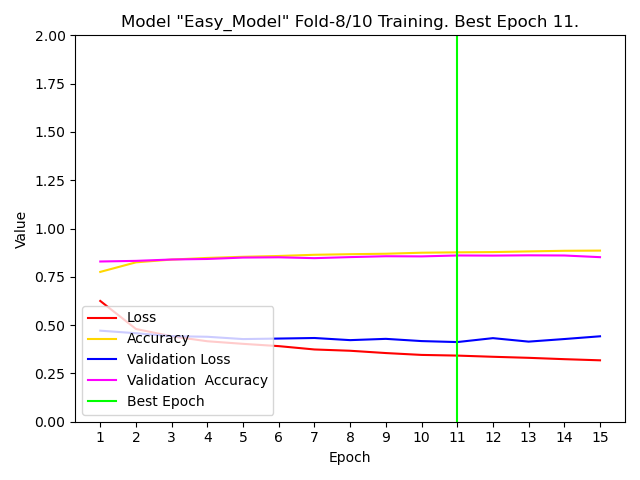 Model "Easy_Model" Fold-8/10 Training. Best Epoch 11.
2.00
1.75
1.50
1.25
1.00
0.75
0.50
0.25
0.00
Value
Loss
Accuracy
Validation Loss
Validation  Accuracy
Best Epoch
1 2 3 4 5 6 7 8 9 10 11 12 13 14 15
Epoch